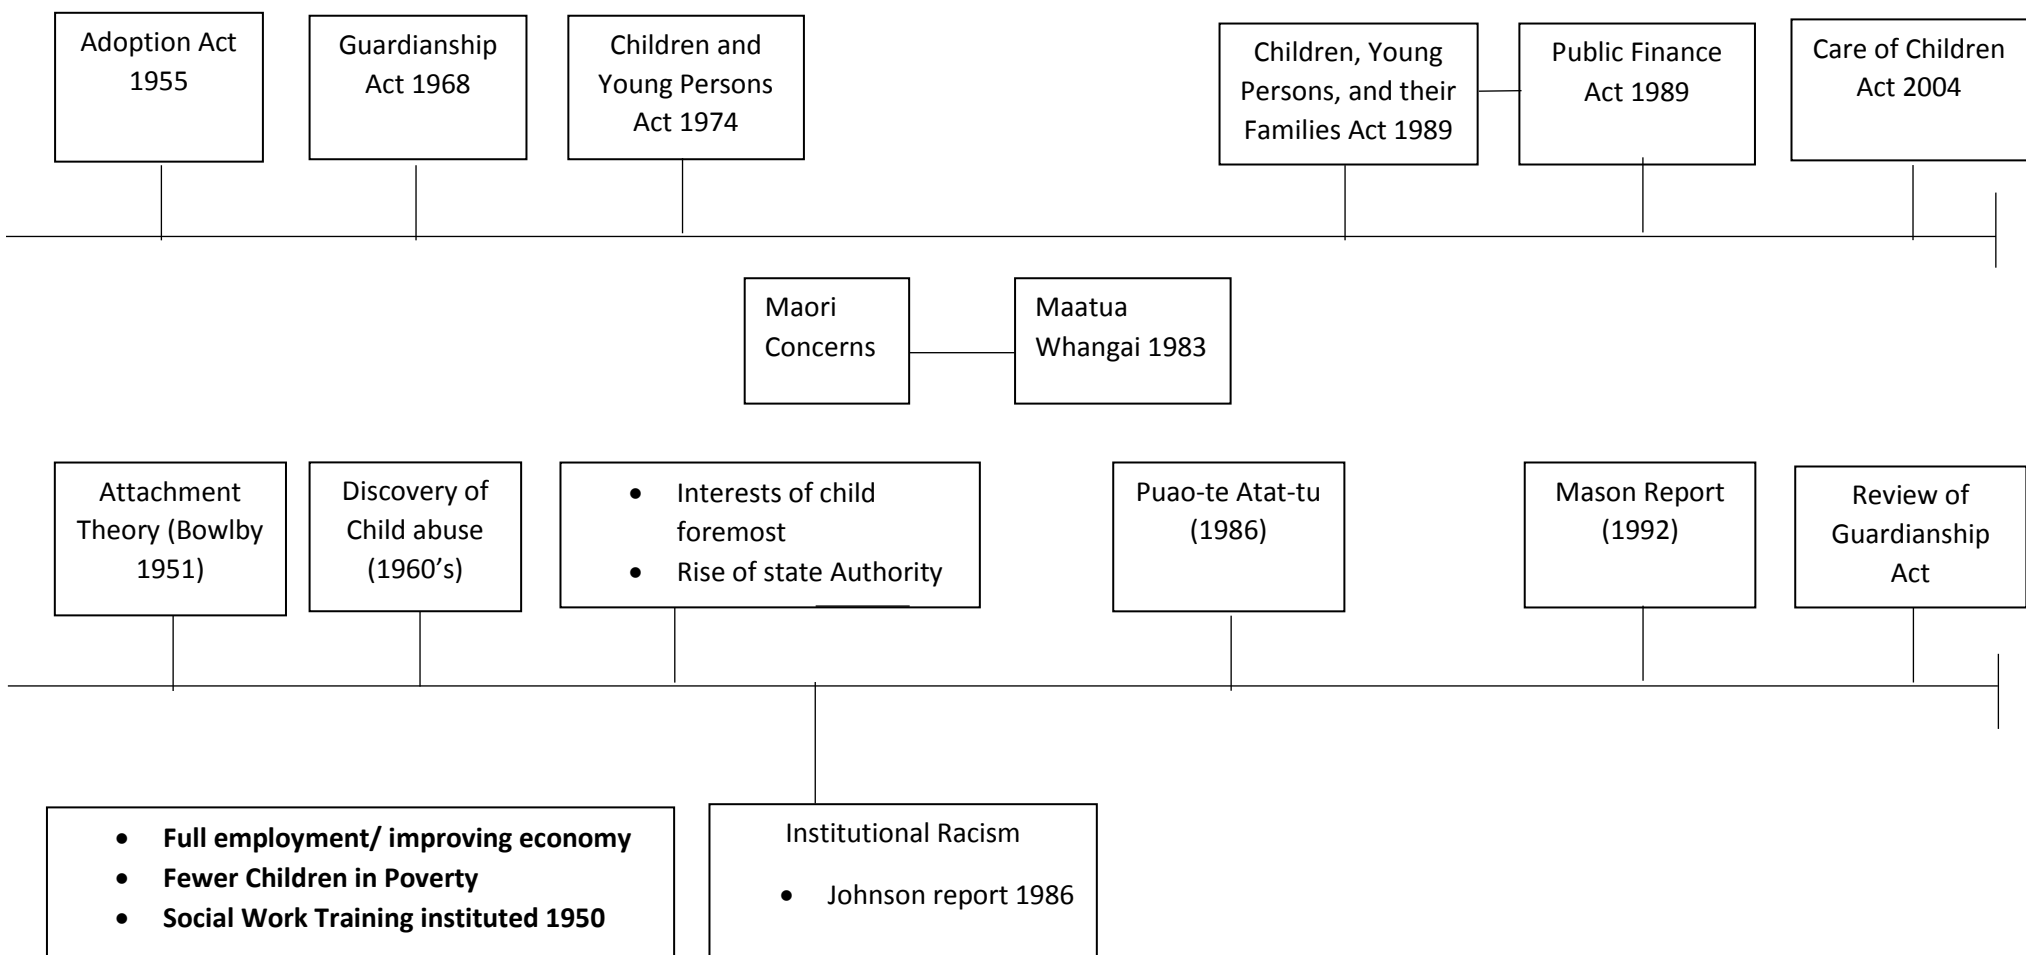 Adoption Act
1955
Guardianship
Act 1968
Children and
Young Persons
Act 1974
Children, Young
Persons, and their
Families Act 1989
Public Finance
Act 1989
Care of Children
Act 2004
Maori
Concerns
Maatua
Whangai 1983
Attachment
Theory (Bowlby
1951)
Discovery of
Child abuse
(1960’s)
• Interests of child
foremost
• Rise of state Authority
Puao-te Atat-tu
(1986)
Mason Report
(1992)
Review of
Guardianship
Act
• Full employment/ improving economy
• Fewer Children in Poverty
• Social Work Training instituted 1950
Institutional Racism
• Johnson report 1986